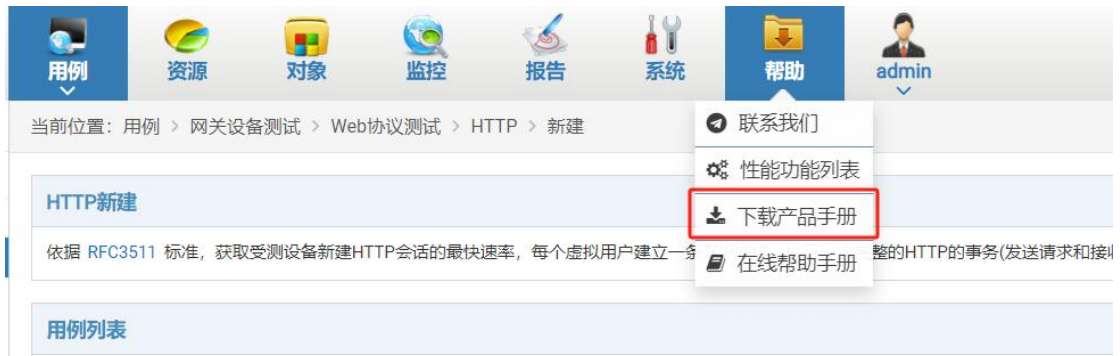 用例 资源 对象 监控 报告 系统 帮助 admin
当前位置：用例 > 网关设备测试 > Web协议测试 > HTTP > 新建
联系我们
性能功能列表
HTTP新建
下载产品手册
依据 RFC3511 标准，获取受测设备新建HTTP会话的最快速率，每个虚拟用户建立一条
整的HTTP的事务(发送请求和接收
在线帮助手册
用例列表